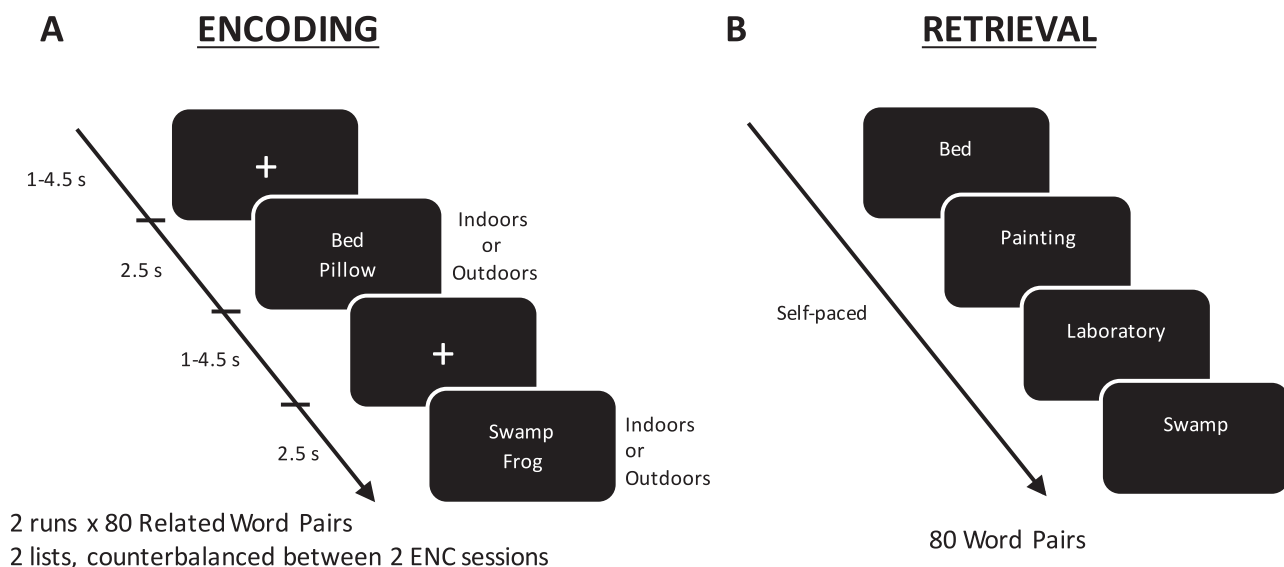 A
ENCODING
1-4.5 s
+
2.5 s
Bed
Pillow
Indoors
or
Outdoors
1-4.5 s
+
2.5 s
Swamp
Frog
Indoors
or
Outdoors
2 runs x 80 Related Word Pairs
2 lists, counterbalanced between 2 ENC sessions
B
RETRIEVAL
Bed
Painting
Self-paced
Laboratory
Swamp
80 Word Pairs